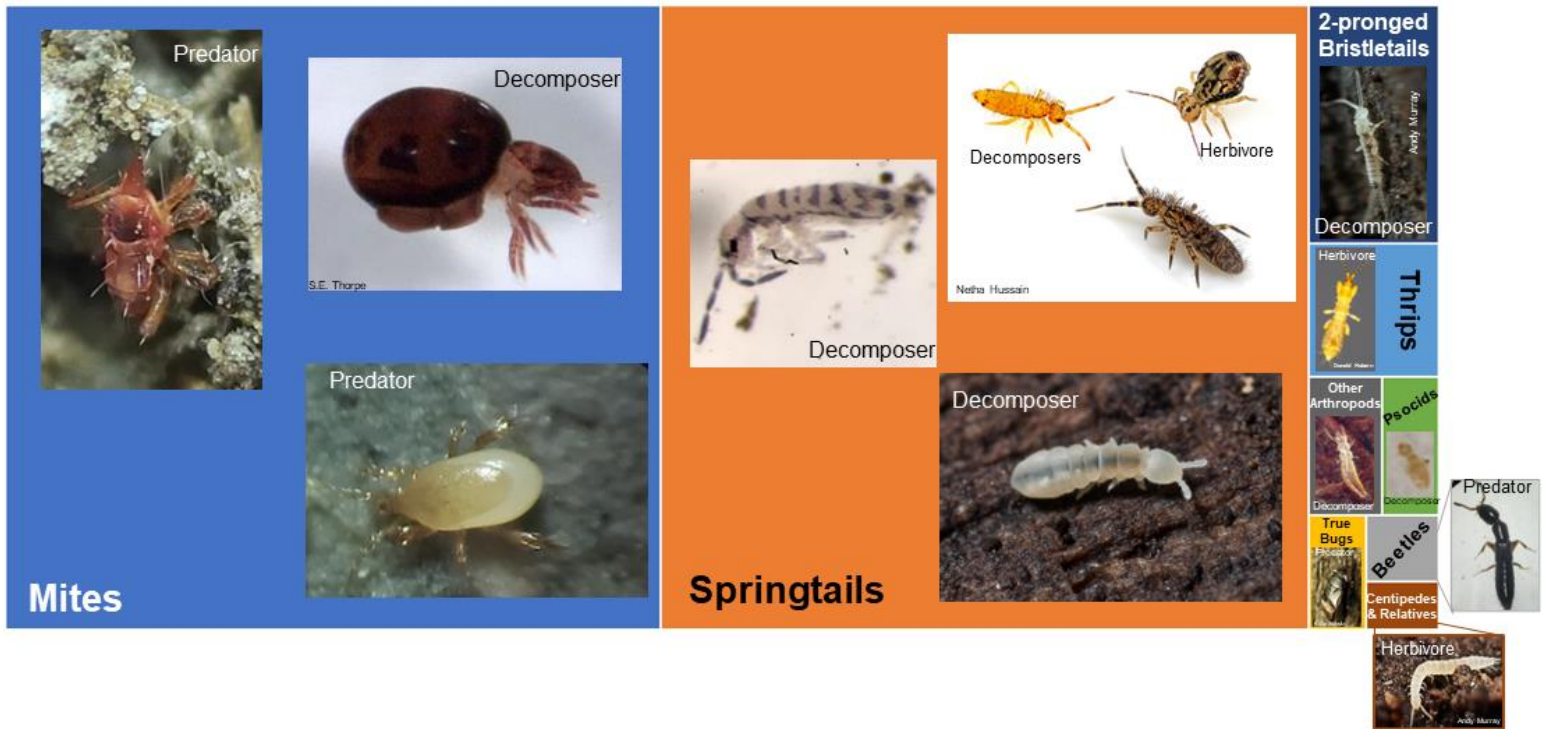 Predator
Decomposer
S.E. Thorpe
Predator
Mites
Decomposers
Herbivore
Netha Hussain
Decomposer
Decomposer
Springtails
2-pronged
Bristletails
Andy Murray
Decomposer
Herbivore
Thrips
Other
Arthropods
Decomposer
Psocids
Decomposer
True
Bugs
Predator
Beetles
Predator
Centipedes
& Relatives
Herbivore
Andy Murray